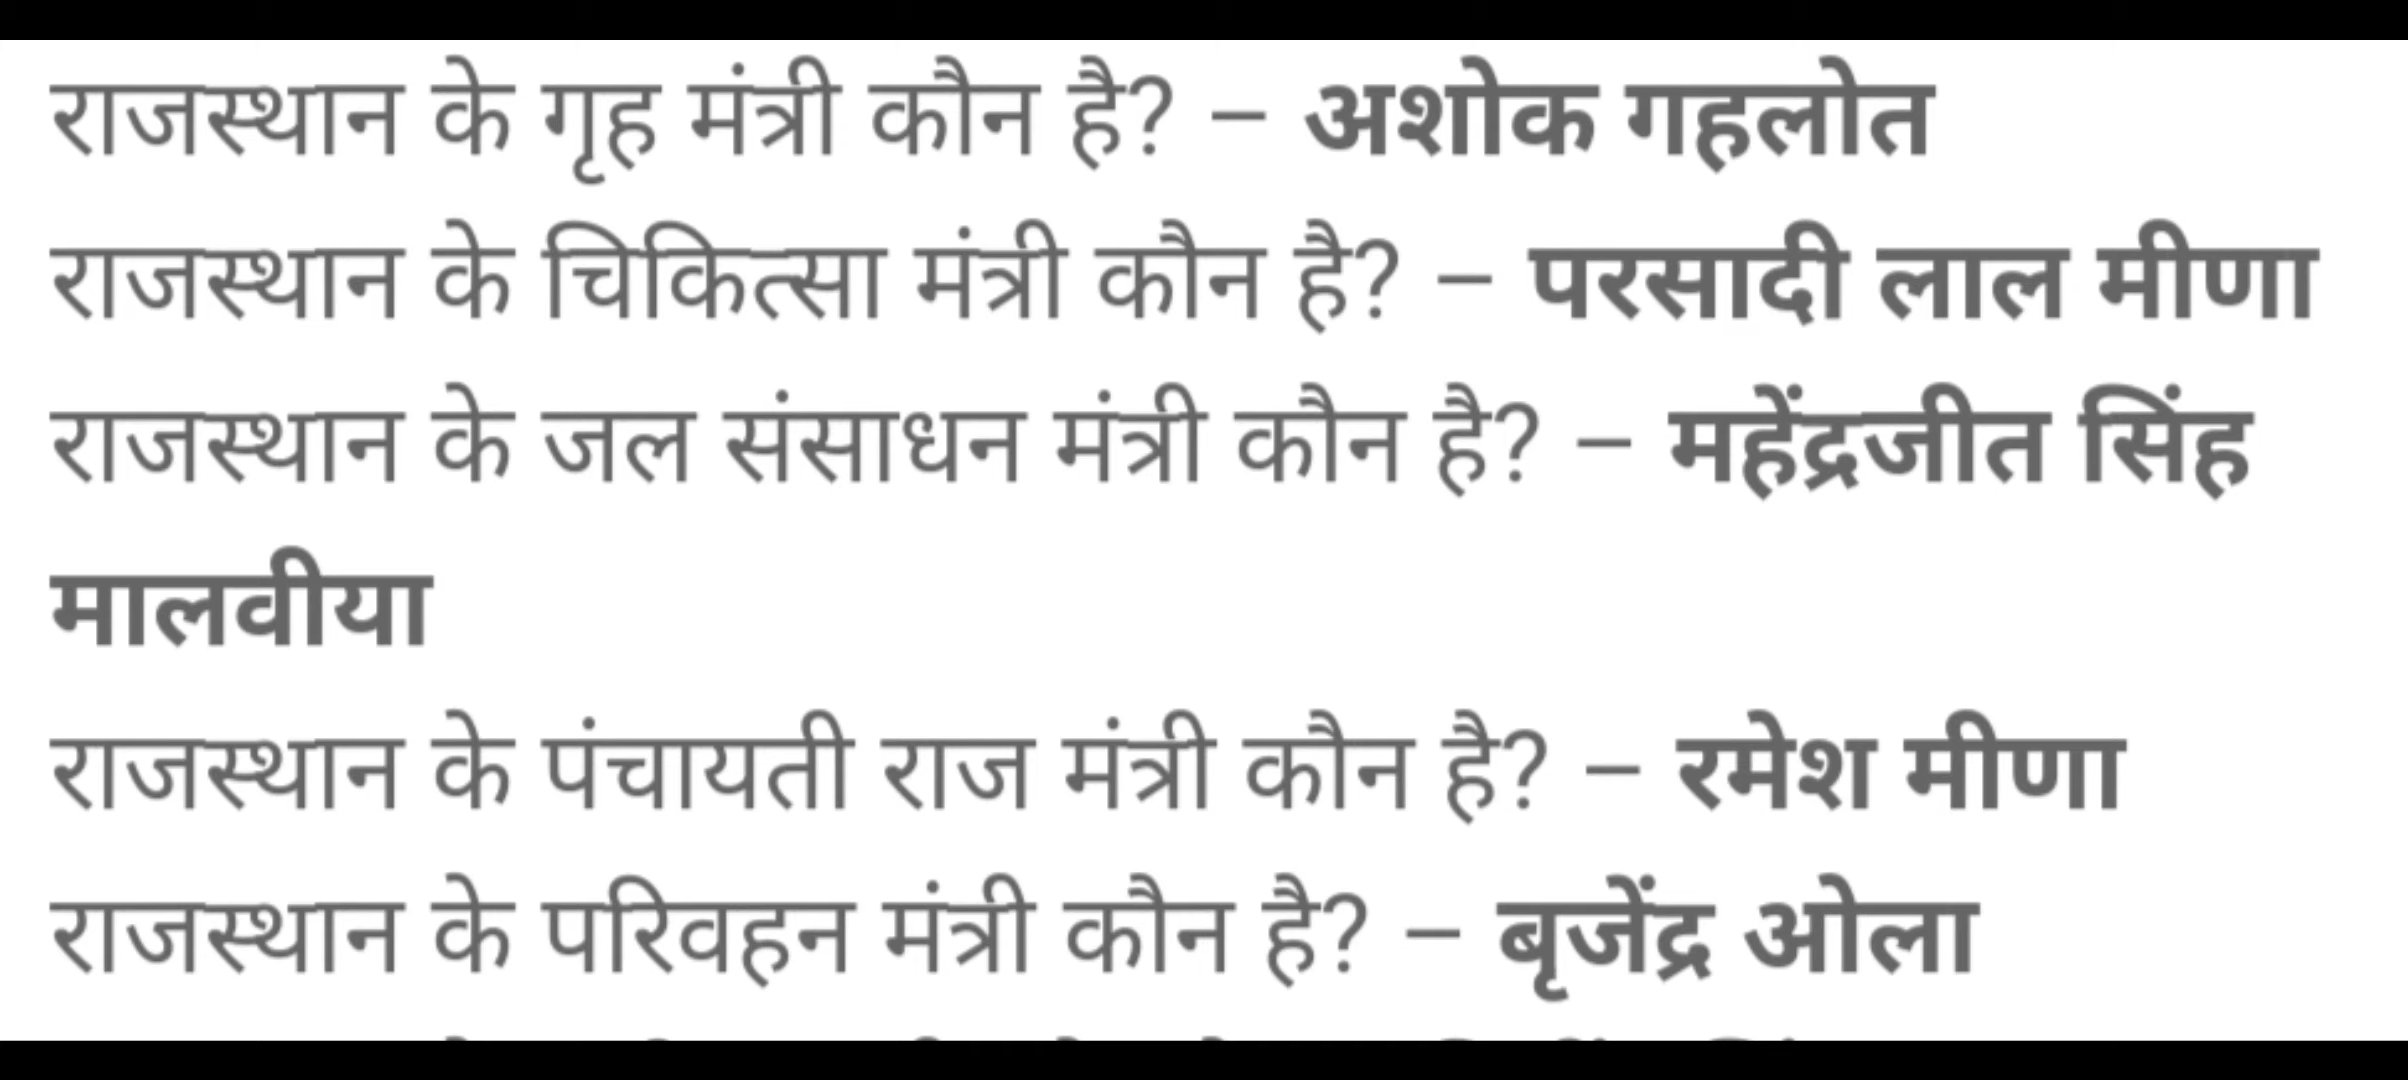 राजस्थान के गृह मंत्री कौन है? – अशोक गहलोत
राजस्थान के चिकित्सा मंत्री कौन है? – परसादी लाल मीणा
राजस्थान के जल संसाधन मंत्री कौन है? – महेंद्रजीत सिंह
मालवीया
राजस्थान के पंचायती राज मंत्री कौन है? – रमेश मीणा
राजस्थान के परिवहन मंत्री कौन है? – बृजेंद्र ओला